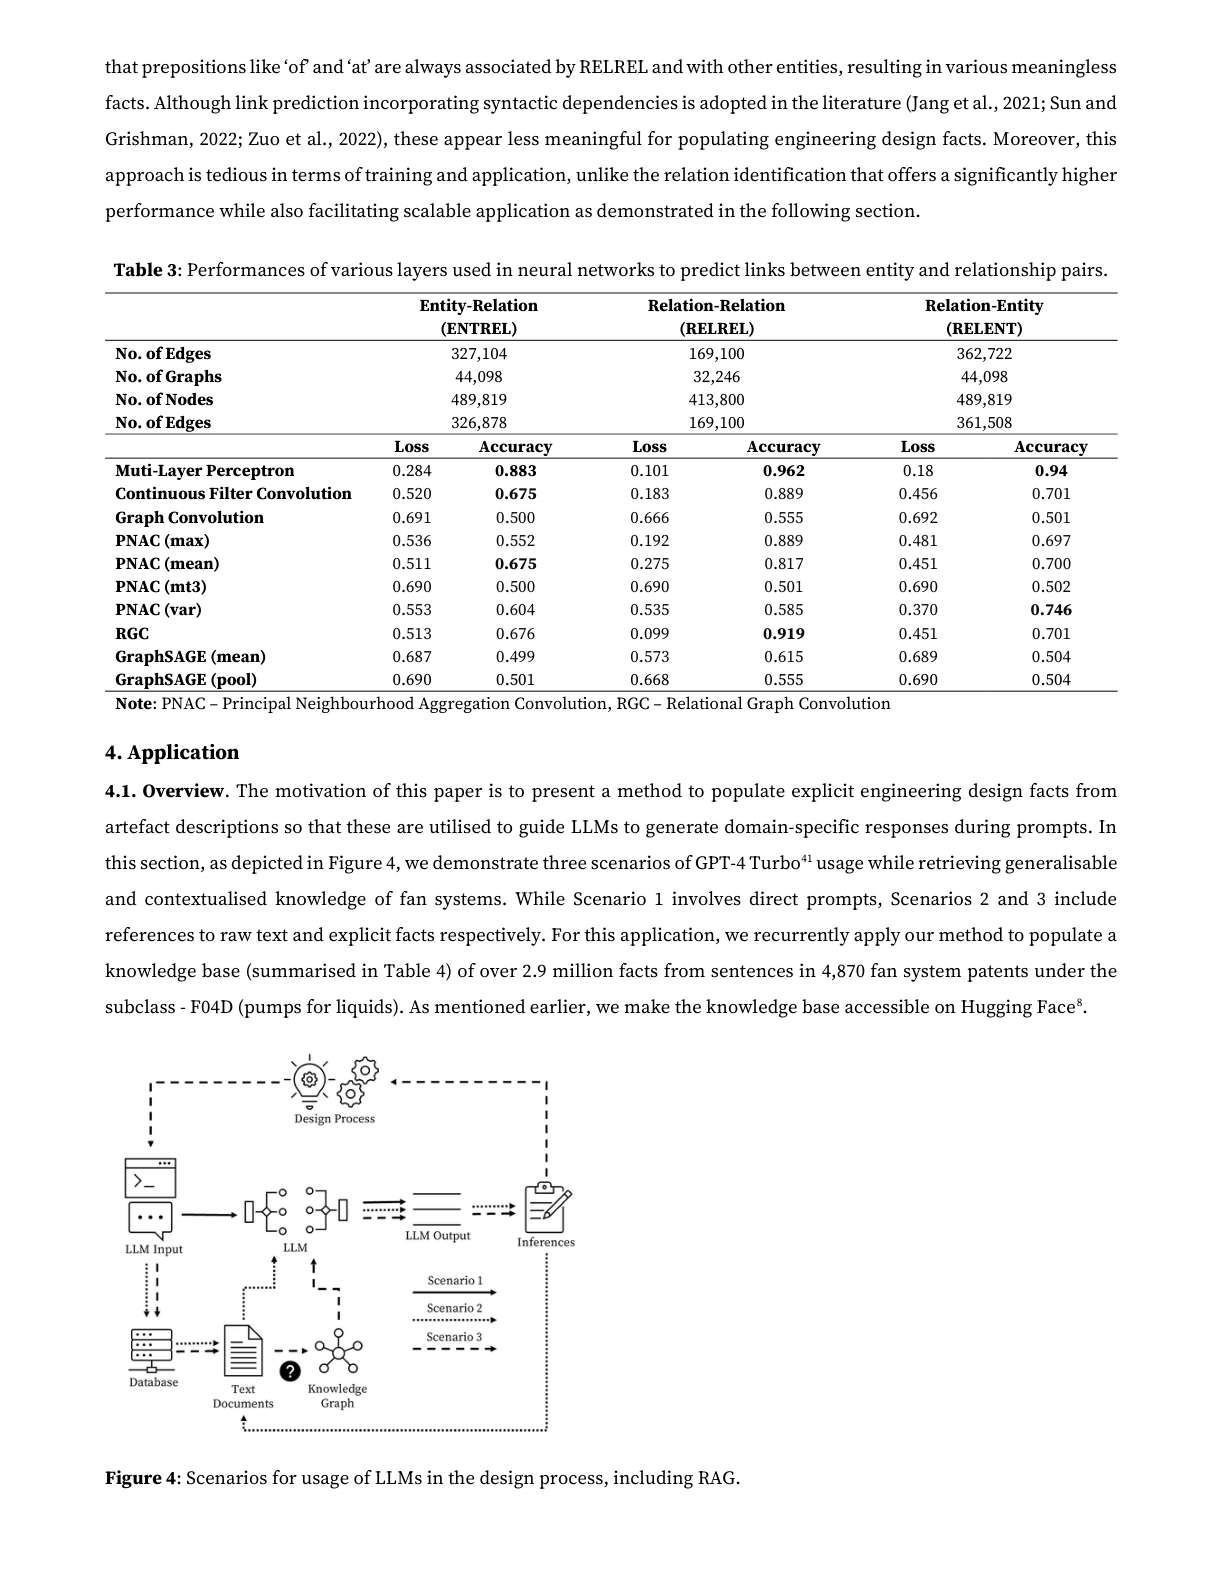 that prepositions like ‘of’ and ‘at’ are always associated by RELREL and with other entities, resulting in various meaningless
facts. Although link prediction incorporating syntactic dependencies is adopted in the literature (Jang et al., 2021; Sun and
Grishman, 2022; Zuo et al., 2022), these appear less meaningful for populating engineering design facts. Moreover, this
approach is tedious in terms of training and application, unlike the relation identification that offers a significantly higher
performance while also facilitating scalable application as demonstrated in the following section.
Table 3: Performances of various layers used in neural networks to predict links between entity and relationship pairs.
Entity-Relation Relation-Relation Relation-Entity
(ENTREL) (RELREL) (RELENT)
No. of Edges 327,104 169,100 362,722
No. of Graphs 44,098 32,246 44,098
No. of Nodes 489,819 413,800 489,819
No. of Edges 326,878 169,100 361,508
Loss Accuracy Loss Accuracy Loss Accuracy
Muti-Layer Perceptron 0.284 0.883 0.101 0.962 0.18 0.94
Continuous Filter Convolution 0.520 0.675 0.183 0.889 0.456 0.701
Graph Convolution 0.691 0.500 0.666 0.555 0.692 0.501
PNAC (max) 0.536 0.552 0.192 0.889 0.481 0.697
PNAC (mean) 0.511 0.675 0.275 0.817 0.451 0.700
PNAC (mt3) 0.690 0.500 0.690 0.501 0.690 0.502
PNAC (var) 0.553 0.604 0.535 0.585 0.370 0.746
RGC 0.513 0.676 0.099 0.919 0.451 0.701
GraphSAGE (mean) 0.687 0.499 0.573 0.615 0.689 0.504
GraphSAGE (pool) 0.690 0.501 0.668 0.555 0.690 0.504
Note: PNAC – Principal Neighbourhood Aggregation Convolution, RGC – Relational Graph Convolution
4. Application
4.1. Overview. The motivation of this paper is to present a method to populate explicit engineering design facts from
artefact descriptions so that these are utilised to guide LLMs to generate domain-specific responses during prompts. In
this section, as depicted in Figure 4, we demonstrate three scenarios of GPT-4 Turbo⁴¹ usage while retrieving generalisable
and contextualised knowledge of fan systems. While Scenario 1 involves direct prompts, Scenarios 2 and 3 include
references to raw text and explicit facts respectively. For this application, we recurrently apply our method to populate a
knowledge base (summarised in Table 4) of over 2.9 million facts from sentences in 4,870 fan system patents under the
subclass - F04D (pumps for liquids). As mentioned earlier, we make the knowledge base accessible on Hugging Face⁸.
Design Process
LLM Input
LLM
LLM Output
Inferences
Scenario 1
Scenario 2
Scenario 3
?
Database
Text
Documents
Knowledge
Graph
Figure 4: Scenarios for usage of LLMs in the design process, including RAG.